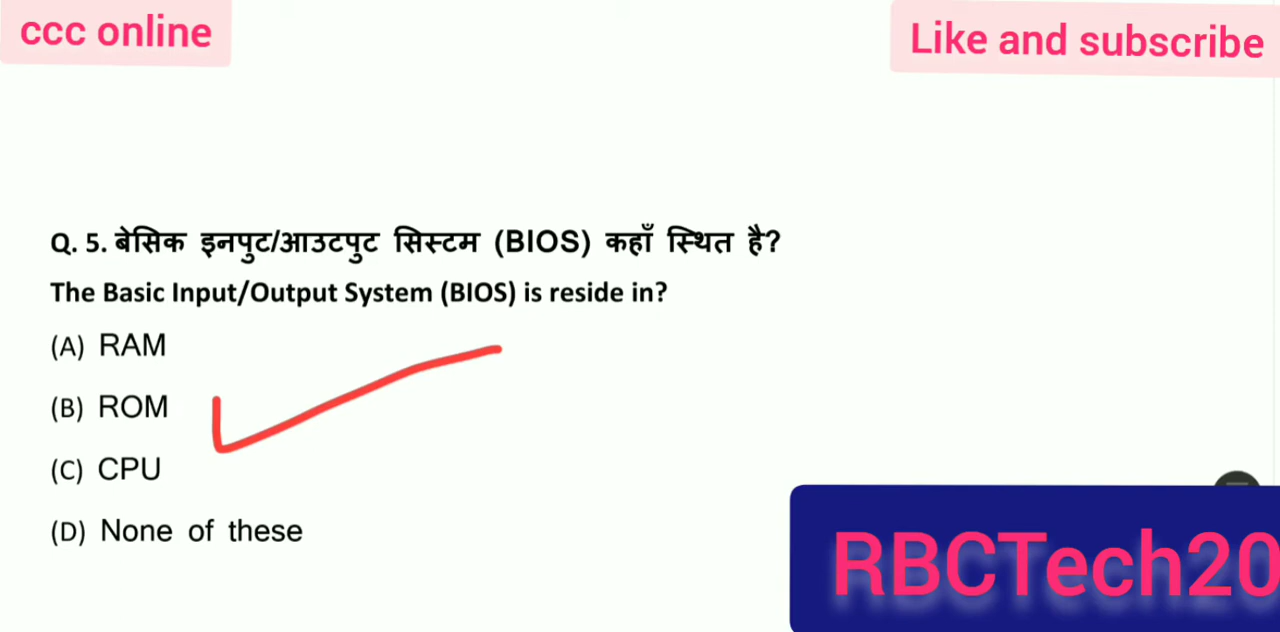 ccc online
Like and subscribe
Q. 5. बेसिक इनपुट/आउटपुट सिस्टम (BIOS) कहाँ स्थित है?
The Basic Input/Output System (BIOS) is reside in?
(A) RAM
(B) ROM
(C) CPU
(D) None of these
RBCTech20